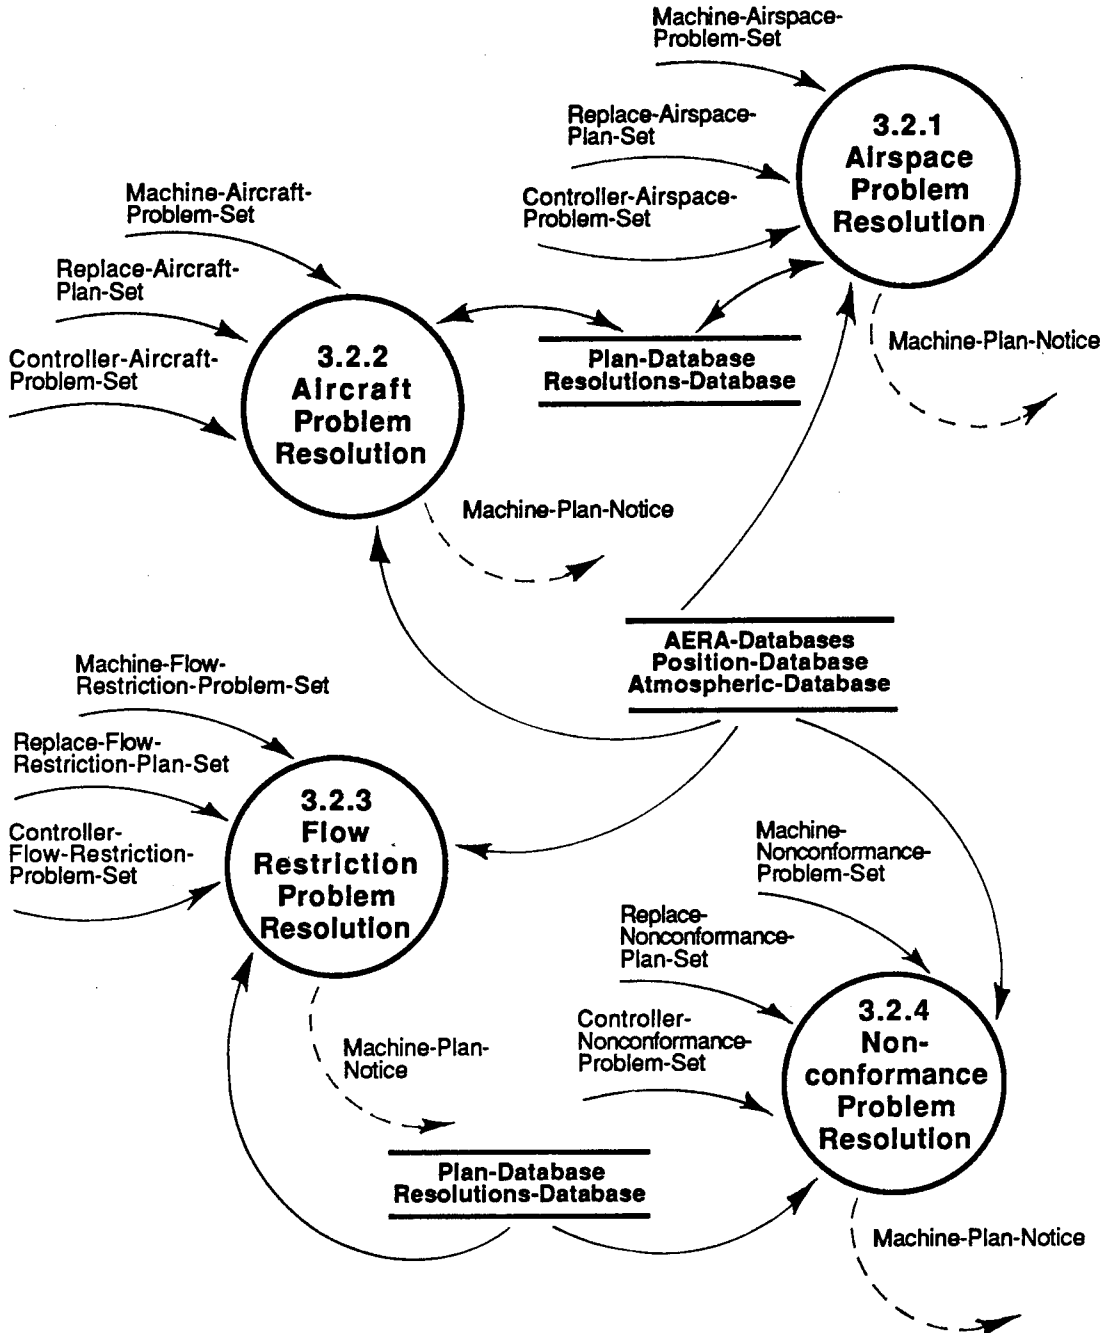 Machine-Airspace-
Problem-Set
Replace-Airspace-
Plan-Set
Controller-Airspace-
Problem-Set
3.2.1
Airspace
Problem
Resolution
Machine-Plan-Notice
Machine-Aircraft-
Problem-Set
Replace-Aircraft-
Plan-Set
Controller-Aircraft-
Problem-Set
3.2.2
Aircraft
Problem
Resolution
Plan-Database
Resolutions-Database
Machine-Plan-Notice
AERA-Databases
Position-Database
Atmospheric-Database
Machine-Flow-
Restriction-Problem-Set
Replace-Flow-
Restriction-Plan-Set
Controller-
Flow-Restriction-
Problem-Set
3.2.3
Flow
Restriction
Problem
Resolution
Machine-Plan-
Notice
Machine-
Nonconformance-
Problem-Set
Replace-
Nonconformance-
Plan-Set
Controller-
Nonconformance-
Problem-Set
3.2.4
Non-
conformance
Problem
Resolution
Plan-Database
Resolutions-Database
Machine-Plan-Notice